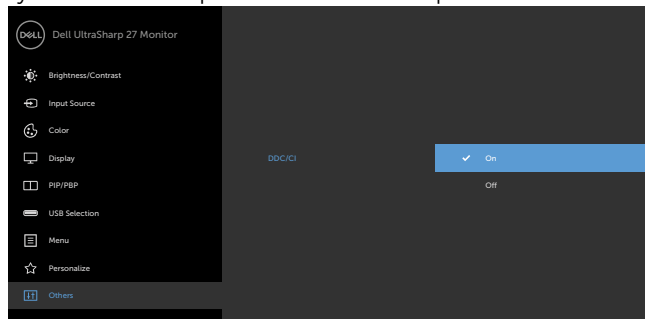 DELL
Dell UltraSharp 27 Monitor
Brightness/Contrast
Input Source
Color
Display
DDC/CI
On
PIP/PBP
Off
USB Selection
Menu
Personalize
Others